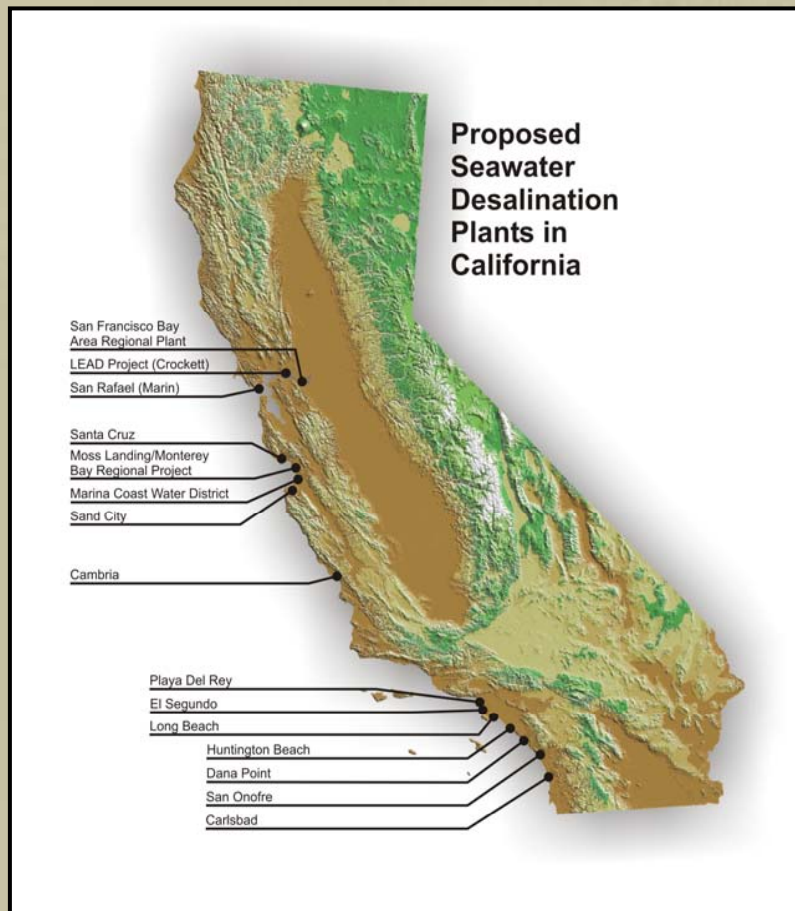 Proposed
Seawater
Desalination
Plants in
California
San Francisco Bay
Area Regional Plant
LEAD Project (Crockett)
San Rafael (Marin)
Santa Cruz
Moss Landing/Monterey
Bay Regional Project
Marina Coast Water District
Sand City
Cambria
Playa Del Rey
El Segundo
Long Beach
Huntington Beach
Dana Point
San Onofre
Carlsbad